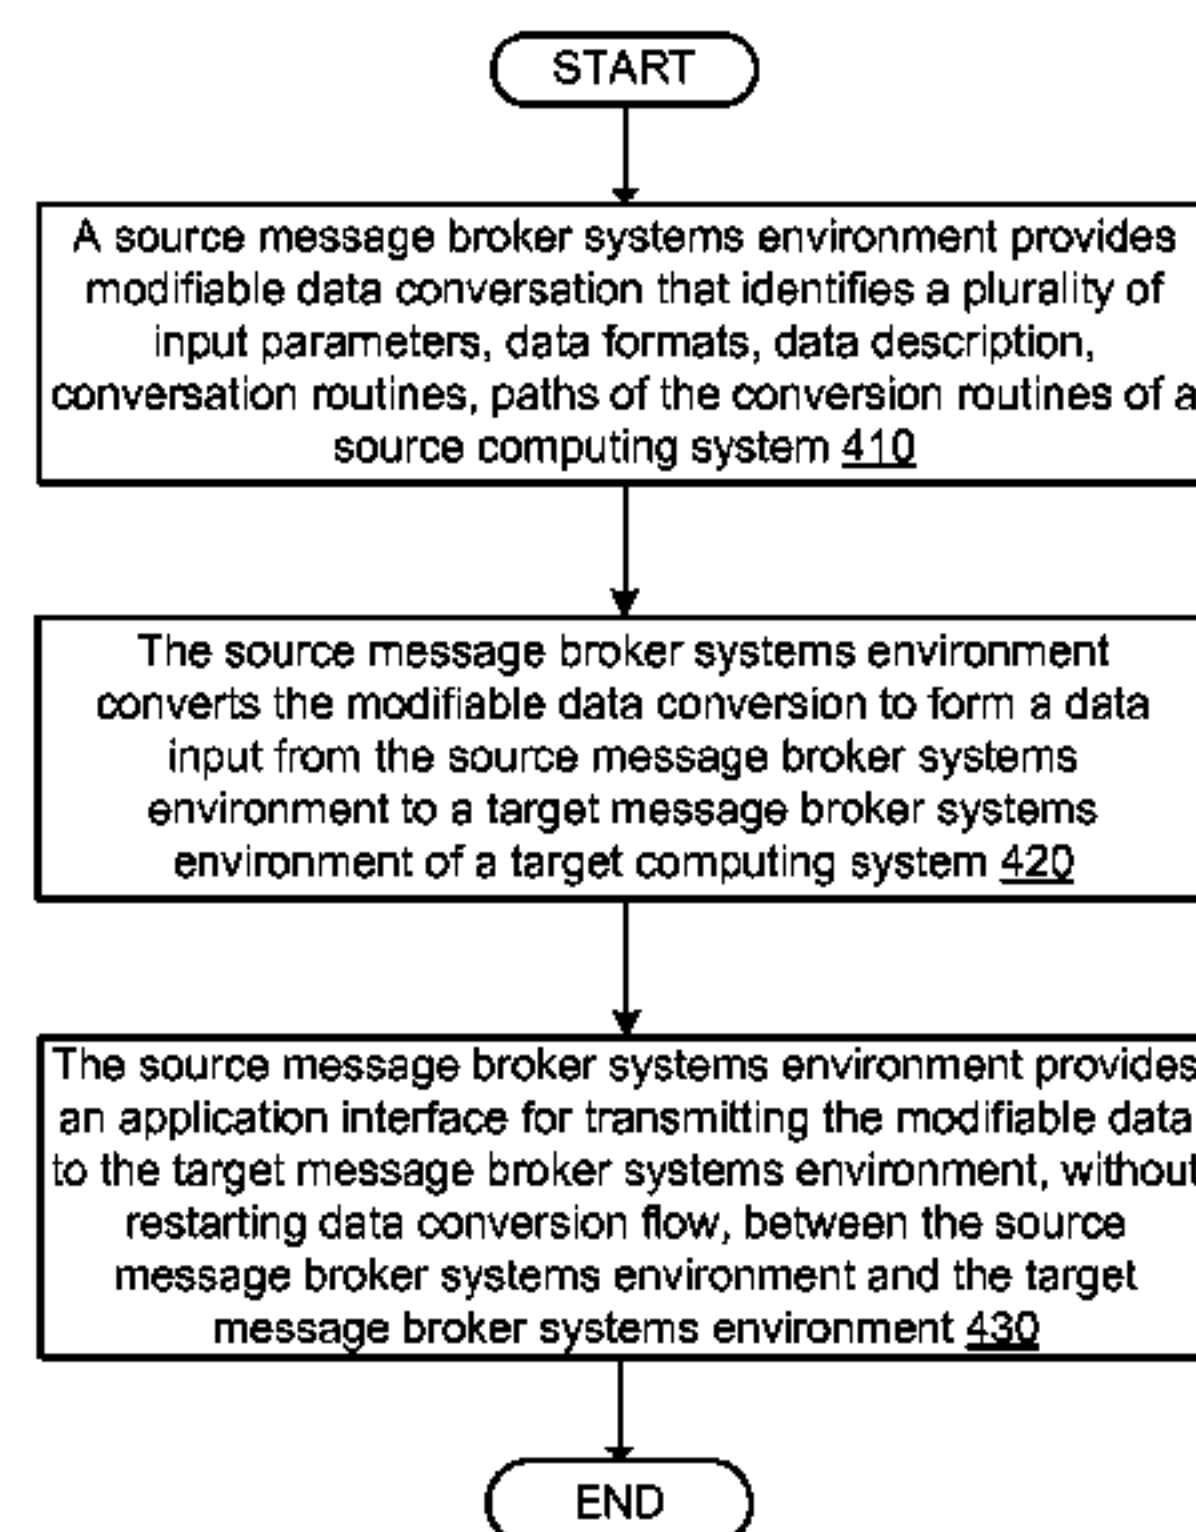 START
A source message broker systems environment provides
modifiable data conversation that identifies a plurality of
input parameters, data formats, data description,
conversation routines, paths of the conversion routines of a
source computing system 410
The source message broker systems environment
converts the modifiable data conversion to form a data
input from the source message broker systems
environment to a target message broker systems
environment of a target computing system 420
The source message broker systems environment provides
an application interface for transmitting the modifiable data
to the target message broker systems environment, without
restarting data conversion flow, between the source
message broker systems environment and the target
message broker systems environment 430
END